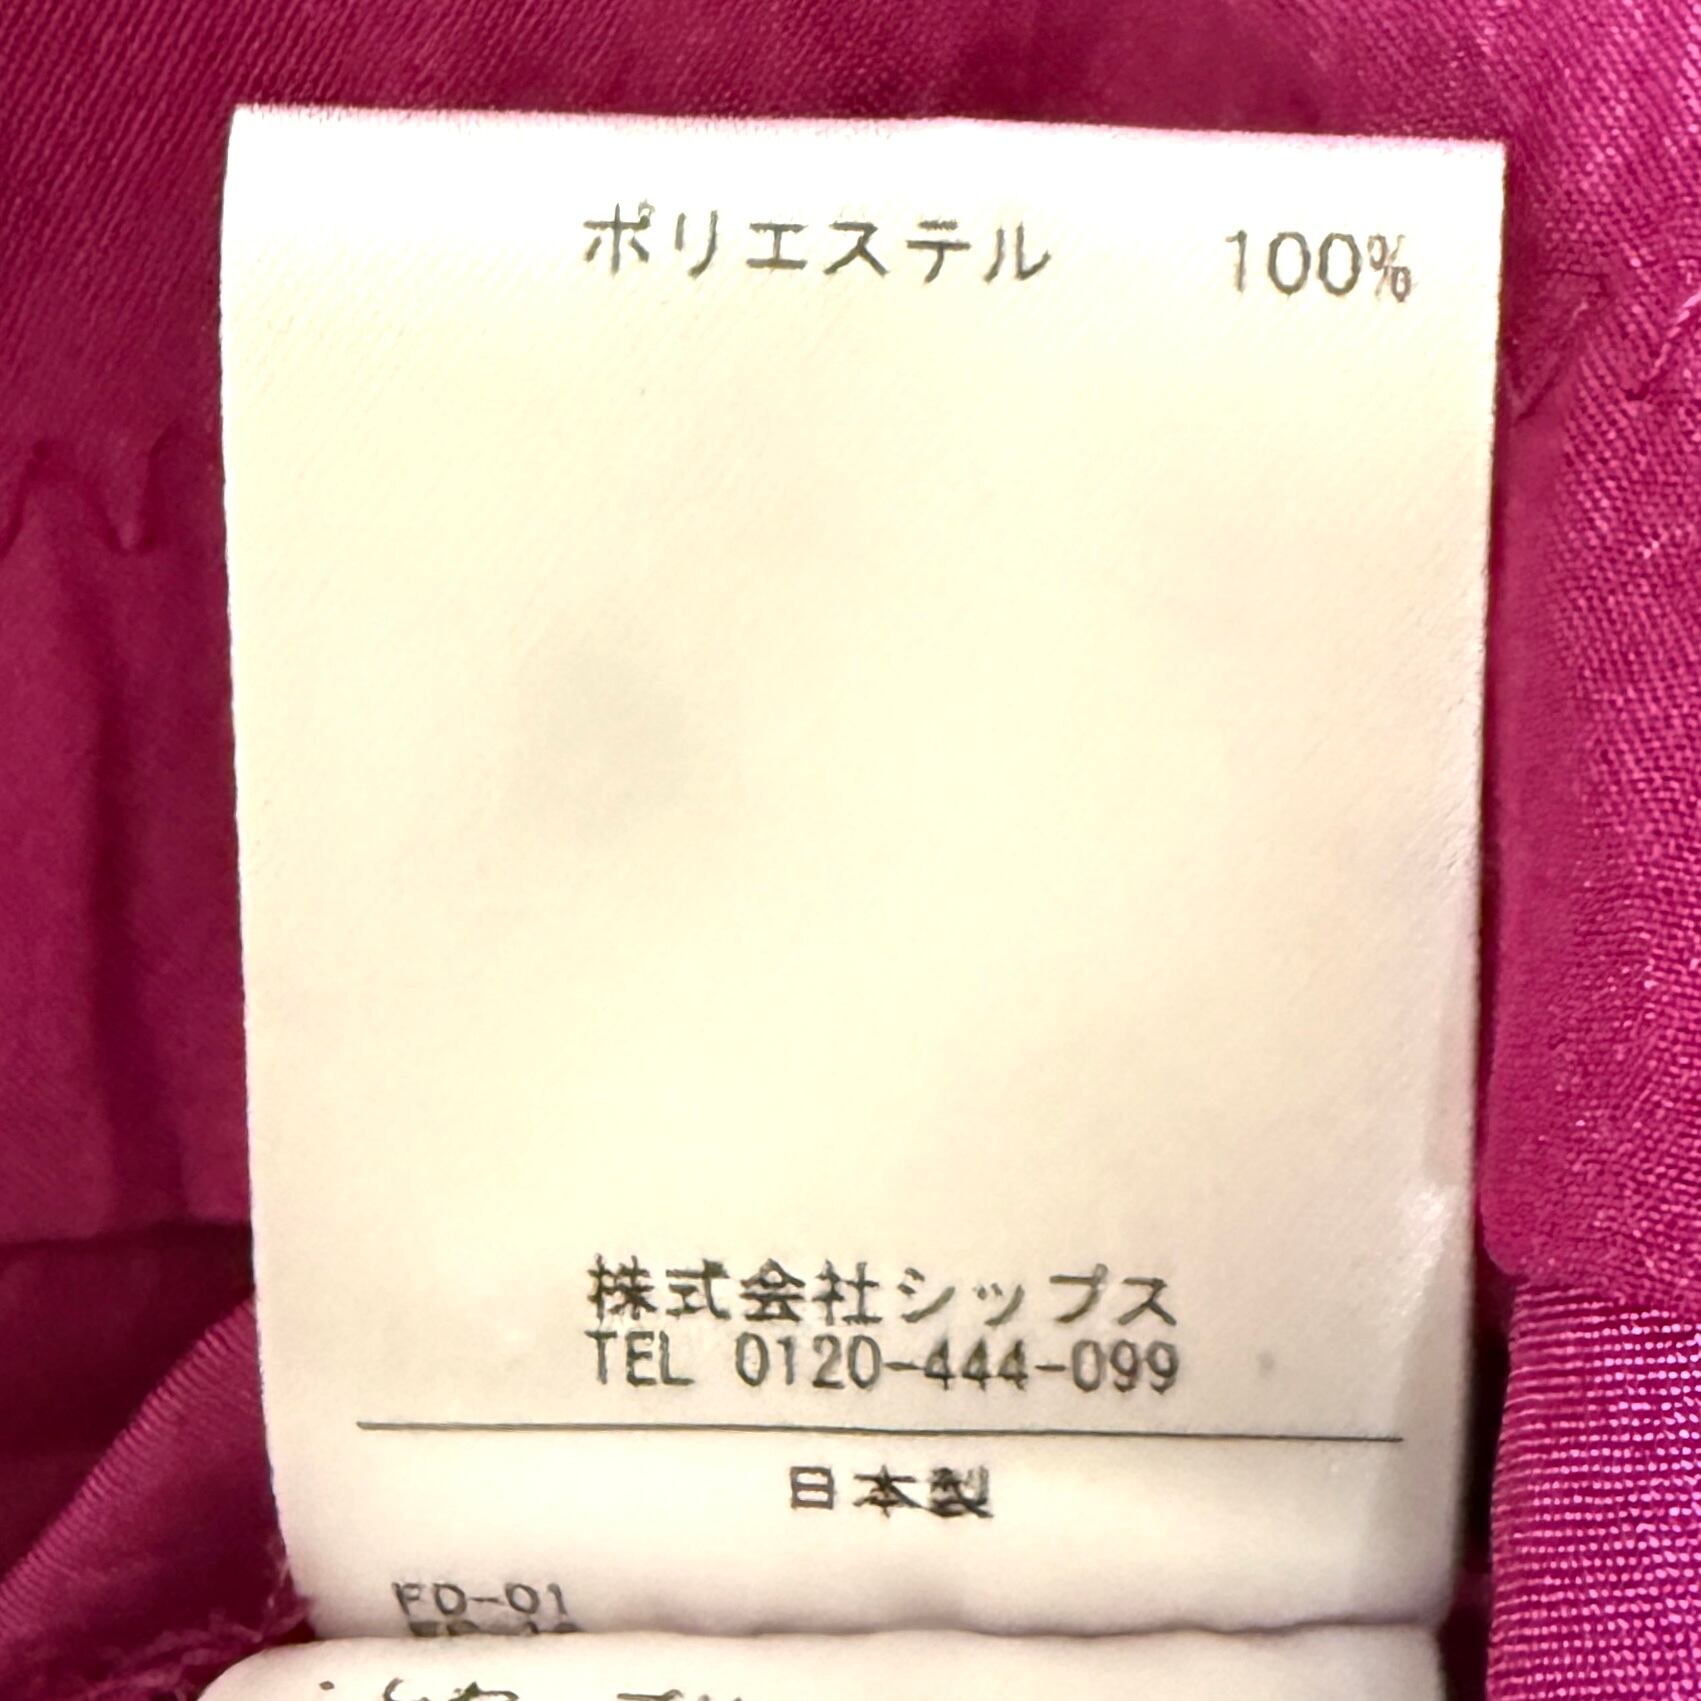 ポリエステル 100%
株式会社シップス
TEL 0120-444-099
日本製
FD-01